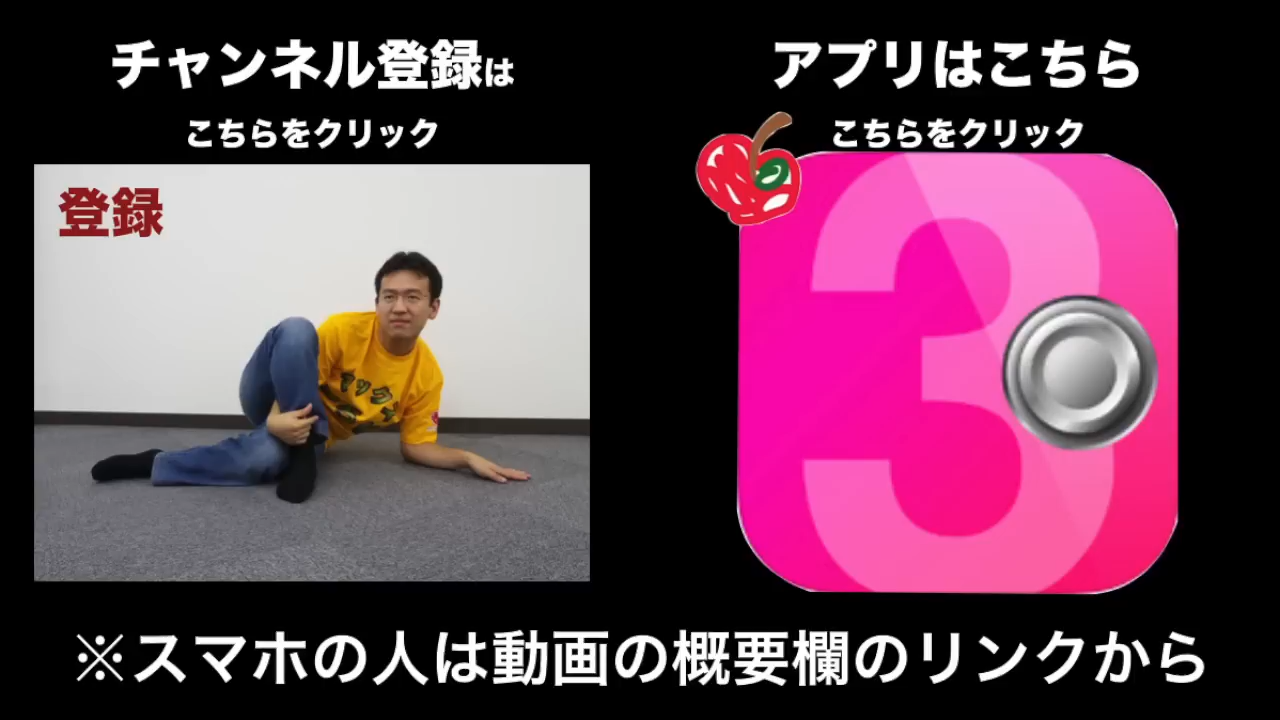 チャンネル登録は
こちらをクリック
登録
アプリはこちら
こちらをクリック
3
※スマホの人は動画の概要欄のリンクから